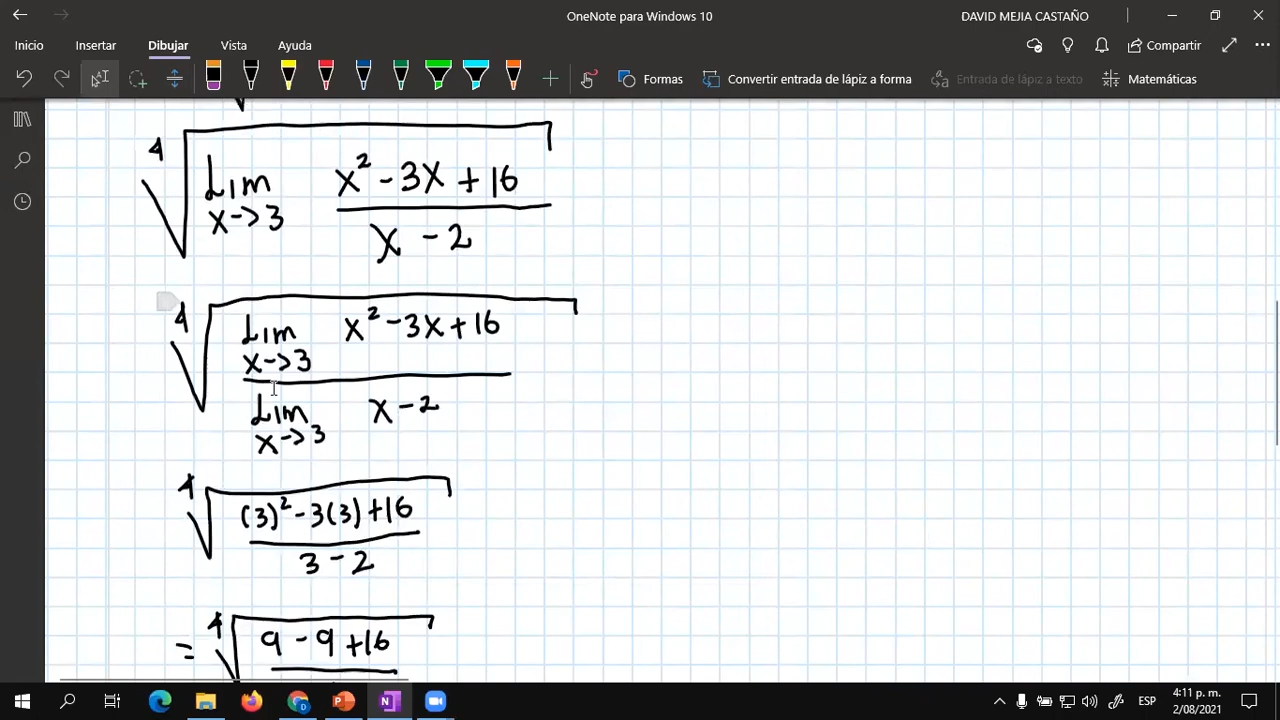 OneNote para Windows 10
DAVID MEJIA CASTAÑO
Inicio Insertar Dibujar Vista Ayuda
Compartir
Formas Convertir entrada de lápiz a forma Entrada de lápiz a texto Matemáticas
4√ Lim x->3 (x² - 3x + 16) / (x - 2)
4√ (Lim x->3 x² - 3x + 16) / (Lim x->3 x - 2)
4√ ((3)² - 3(3) + 16) / (3 - 2)
= 4√ 9 - 9 + 16
ESP
4:11 p. m.
2/08/2021